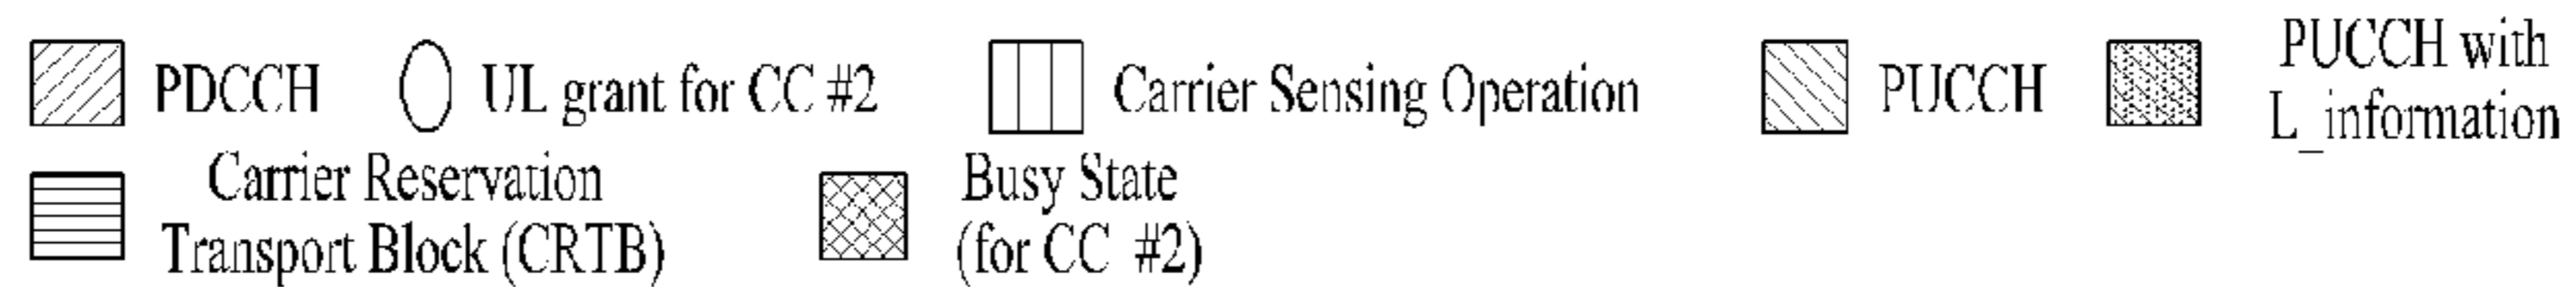 PDCCH
UL grant for CC #2
Carrier Sensing Operation
PUCCH
PUCCH with
L_information
Carrier Reservation
Transport Block (CRTB)
Busy State
(for CC #2)